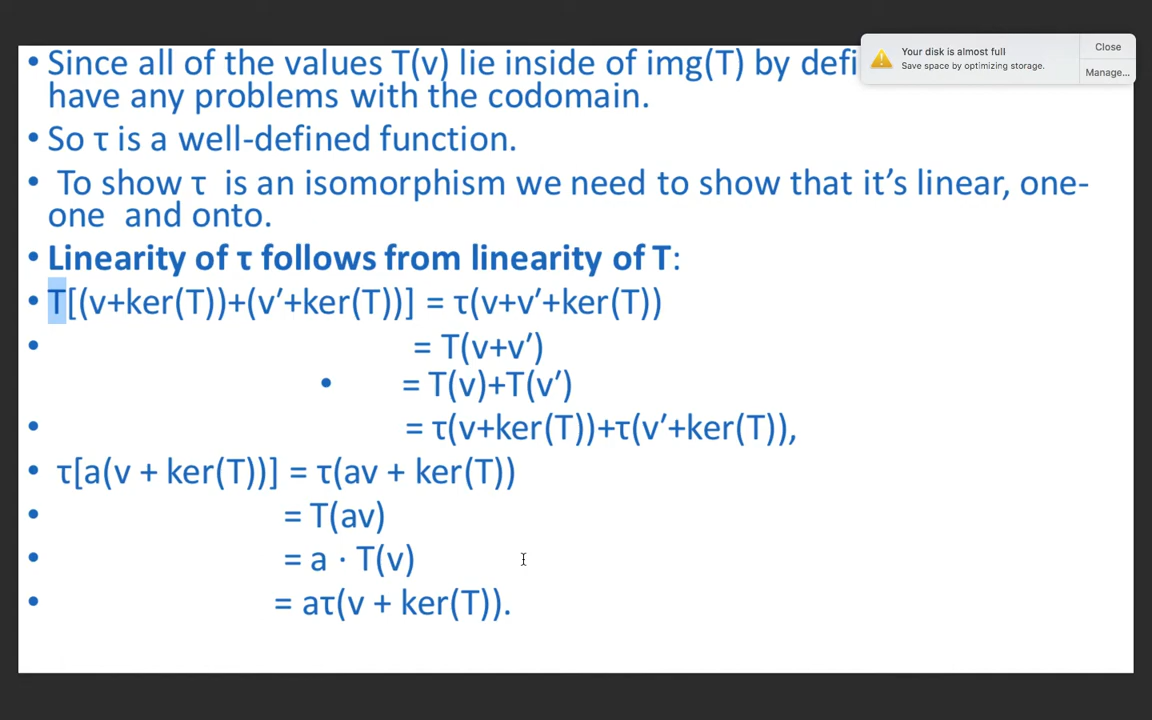 • Since all of the values T(v) lie inside of img(T) by defi
have any problems with the codomain.
• So τ is a well-defined function.
• To show τ is an isomorphism we need to show that it’s linear, one-
one and onto.
• Linearity of τ follows from linearity of T:
• T[(v+ker(T))+(v′+ker(T))] = τ(v+v′+ker(T))
• = T(v+v′)
• = T(v)+T(v′)
• = τ(v+ker(T))+τ(v′+ker(T)),
• τ[a(v + ker(T))] = τ(av + ker(T))
• = T(av)
• = a · T(v)
• = aτ(v + ker(T)).
Your disk is almost full
Save space by optimizing storage.
Close
Manage...